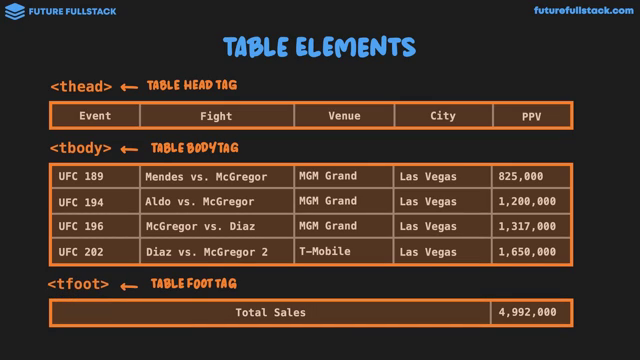 FUTURE FULLSTACK
futurefullstack.com
TABLE ELEMENTS
<thead> ← TABLE HEAD TAG
Event Fight Venue City PPV
<tbody> ← TABLE BODY TAG
UFC 189 Mendes vs. McGregor MGM Grand Las Vegas 825,000
UFC 194 Aldo vs. McGregor MGM Grand Las Vegas 1,200,000
UFC 196 McGregor vs. Diaz MGM Grand Las Vegas 1,317,000
UFC 202 Diaz vs. McGregor 2 T-Mobile Las Vegas 1,650,000
<tfoot> ← TABLE FOOT TAG
Total Sales 4,992,000